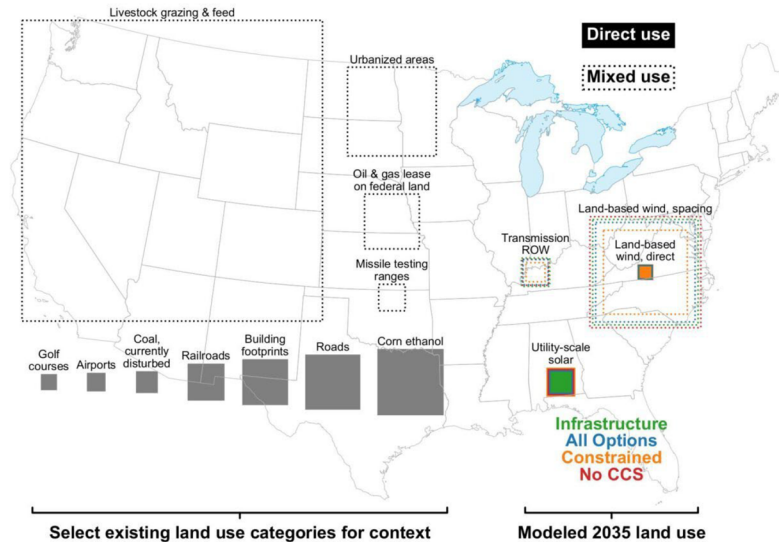 Livestock grazing & feed
Direct use
Urbanized areas
Mixed use
Oil & gas lease
on federal land
Land-based wind, spacing
Transmission
ROW
Land-based
wind, direct
Missile testing
ranges
Golf
courses
Airports
Coal,
currently
disturbed
Railroads
Building
footprints
Roads
Corn ethanol
Utility-scale
solar
Infrastructure
All Options
Constrained
No CCS
Select existing land use categories for context
Modeled 2035 land use